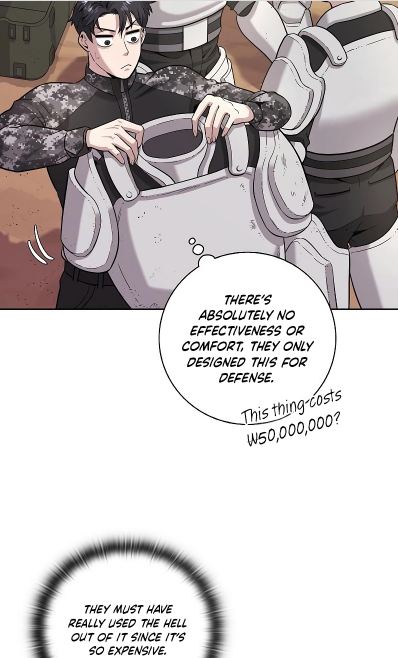 THERE'S
ABSOLUTELY NO
EFFECTIVENESS OR
COMFORT, THEY ONLY
DESIGNED THIS FOR
DEFENSE.
This thing costs
₩50,000,000?
THEY MUST HAVE
REALLY USED THE HELL
OUT OF IT SINCE IT'S
SO EXPENSIVE.